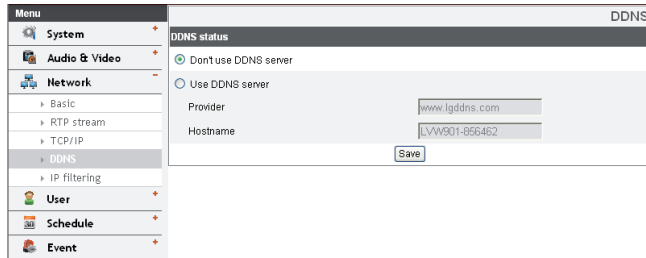 Menu
System
Audio & Video
Network
Basic
RTP stream
TCP/IP
DDNS
IP filtering
User
30
Schedule
Event
DDNS
DDNS status
Don't use DDNS server
Use DDNS server
Provider
www.lgddns.com
Hostname
LVW901-856462
Save